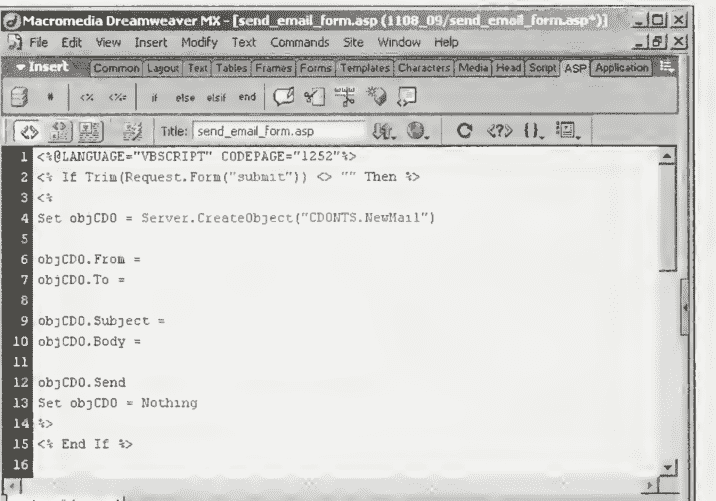 Macromedia Dreamweaver MX - [send_email_form.asp (1108_09/send_email_form.asp*)]
File Edit View Insert Modify Text Commands Site Window Help
Insert Common Layout Text Tables Frames Forms Templates Characters Media Head Script ASP Application
<% <%= if else elsif end
Title: send_email_form.asp
1 <%@LANGUAGE="VBSCRIPT" CODEPAGE="1252"%>
2 <% If Trim(Request.Form("submit")) <> "" Then %>
3 <%
4 Set objCDO = Server.CreateObject("CDONTS.NewMail")
5
6 objCDO.From =
7 objCDO.To =
8
9 objCDO.Subject =
10 objCDO.Body =
11
12 objCDO.Send
13 Set objCDO = Nothing
14 %>
15 <% End If %>
16